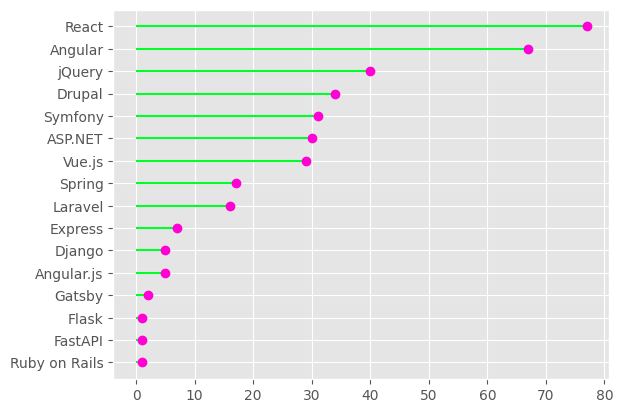 React
Angular
jQuery
Drupal
Symfony
ASP.NET
Vue.js
Spring
Laravel
Express
Django
Angular.js
Gatsby
Flask
FastAPI
Ruby on Rails
0 10 20 30 40 50 60 70 80